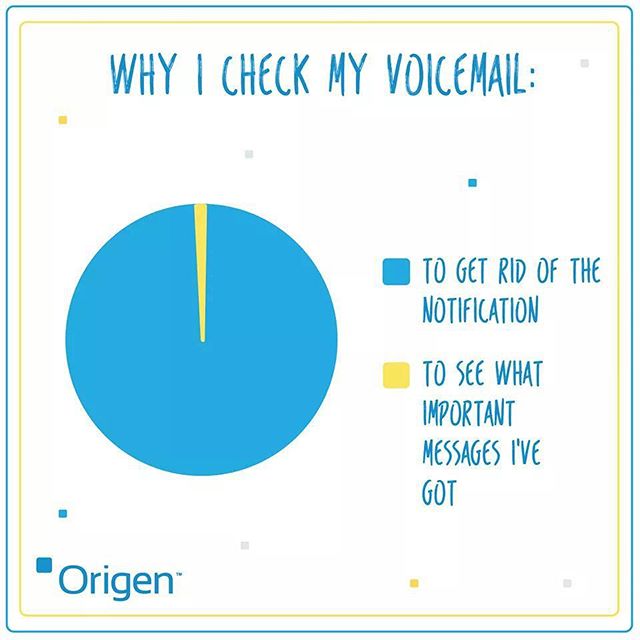 WHY I CHECK MY VOICEMAIL:
TO GET RID OF THE
NOTIFICATION
TO SEE WHAT
IMPORTANT
MESSAGES I'VE
GOT
Origen™